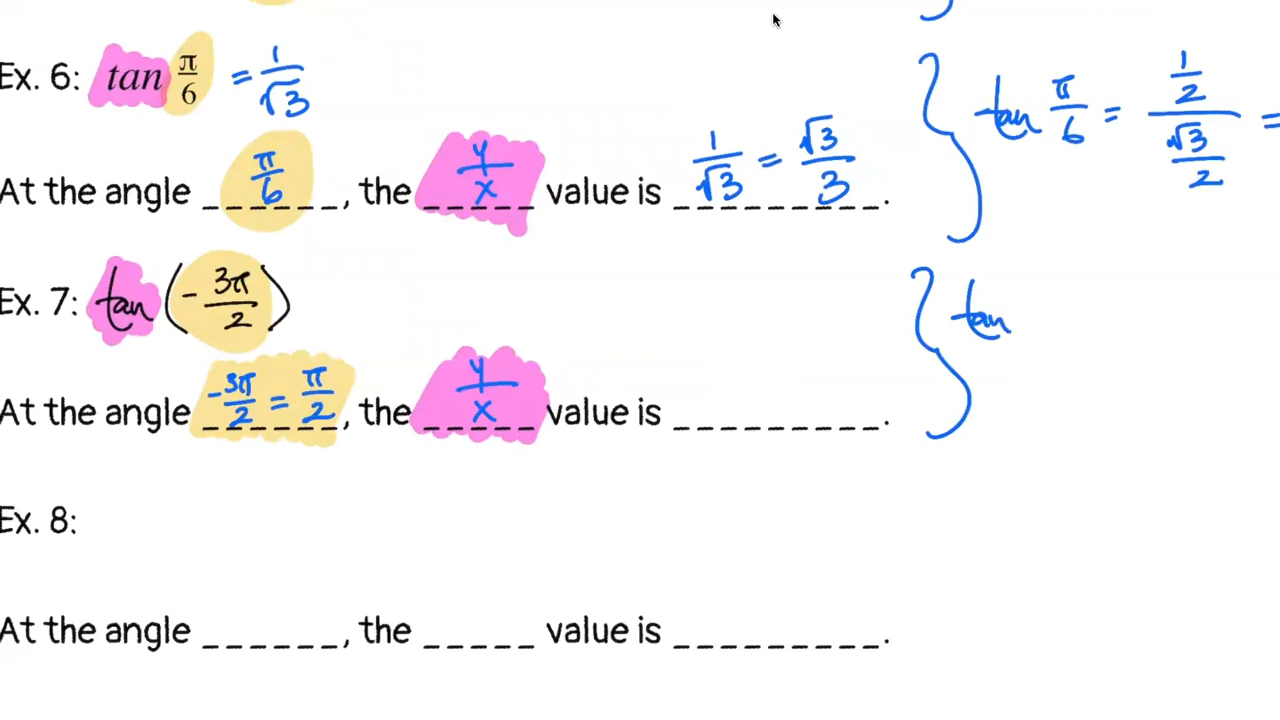 Ex. 6: tan π/6 = 1/√3
tan π/6 = (1/2)/(√3/2) =
At the angle π/6, the y/x value is 1/√3 = √3/3.
Ex. 7: tan (-3π/2)
tan
At the angle -3π/2 = π/2, the y/x value is _________.
Ex. 8:
At the angle ______, the _____ value is _________.